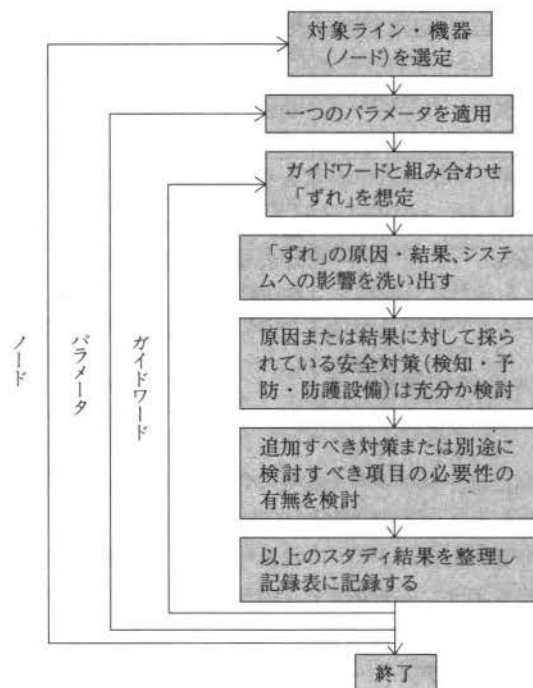 対象ライン・機器
(ノード)を選定
一つのパラメータを適用
ガイドワードと組み合わせ
「ずれ」を想定
「ずれ」の原因・結果、シス
テムへの影響を洗い出す
原因または結果に対して採ら
れている安全対策(検知・予
防・防護設備)は充分か検討
追加すべき対策または別途に
検討すべき項目の必要性の
有無を検討
以上のスタディ結果を整理し
記録表に記録する
終了
ノード
パラメータ
ガイドワード